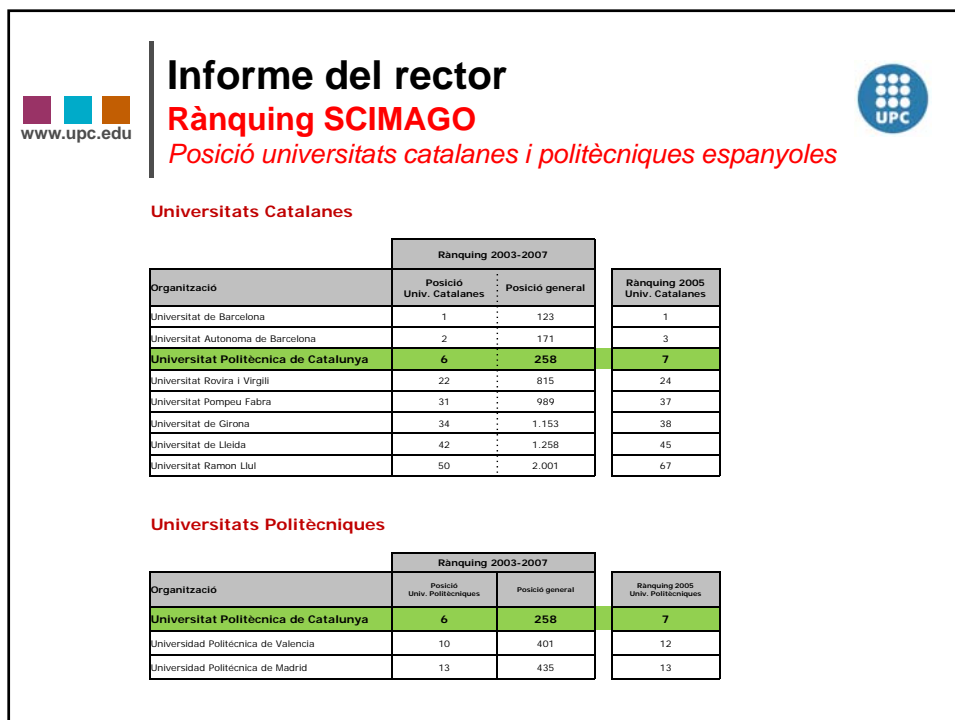 Informe del rector
Rànquing SCIMAGO
Posició universitats catalanes i politècniques espanyoles
www.upc.edu
UPC
Universitats Catalanes
Rànquing 2003-2007
Organització Posició Univ. Catalanes Posició general Rànquing 2005 Univ. Catalanes
Universitat de Barcelona 1 123 1
Universitat Autonoma de Barcelona 2 171 3
Universitat Politècnica de Catalunya 6 258 7
Universitat Rovira i Virgili 22 815 24
Universitat Pompeu Fabra 31 989 37
Universitat de Girona 34 1.153 38
Universitat de Lleida 42 1.258 45
Universitat Ramon Llul 50 2.001 67
Universitats Politècniques
Rànquing 2003-2007
Organització Posició Univ. Politècniques Posició general Rànquing 2005 Univ. Politècniques
Universitat Politècnica de Catalunya 6 258 7
Universidad Politécnica de Valencia 10 401 12
Universidad Politécnica de Madrid 13 435 13